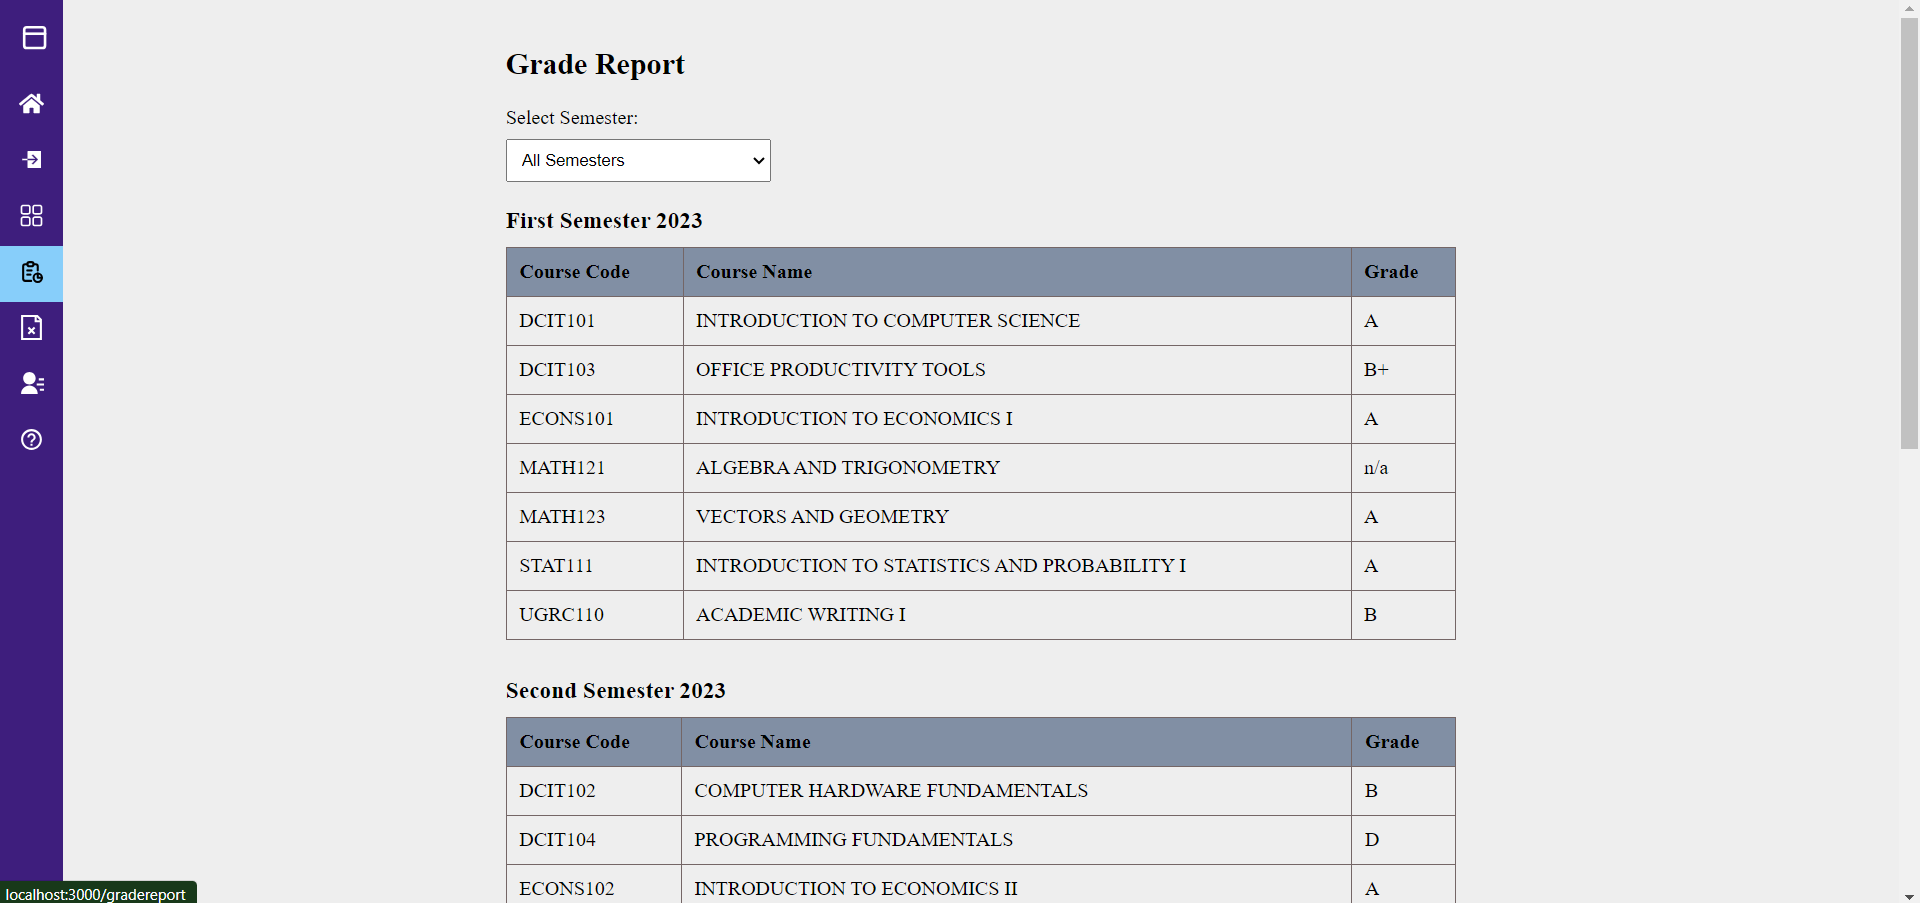 Grade Report
Select Semester:
All Semesters
First Semester 2023
Course Code Course Name Grade
DCIT101 INTRODUCTION TO COMPUTER SCIENCE A
DCIT103 OFFICE PRODUCTIVITY TOOLS B+
ECONS101 INTRODUCTION TO ECONOMICS I A
MATH121 ALGEBRA AND TRIGONOMETRY n/a
MATH123 VECTORS AND GEOMETRY A
STAT111 INTRODUCTION TO STATISTICS AND PROBABILITY I A
UGRC110 ACADEMIC WRITING I B
Second Semester 2023
Course Code Course Name Grade
DCIT102 COMPUTER HARDWARE FUNDAMENTALS B
DCIT104 PROGRAMMING FUNDAMENTALS D
ECONS102 INTRODUCTION TO ECONOMICS II A
localhost:3000/gradereport